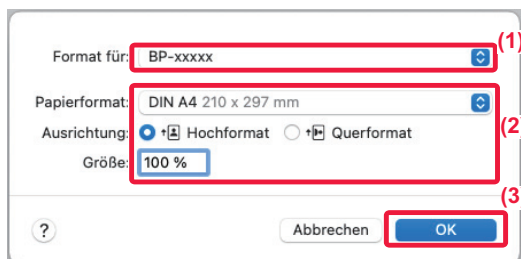 Format für: BP-xxxxx (1)
Papierformat: DIN A4 210 x 297 mm
Ausrichtung: Hochformat Querformat (2)
Größe: 100 %
(3)
? Abbrechen OK